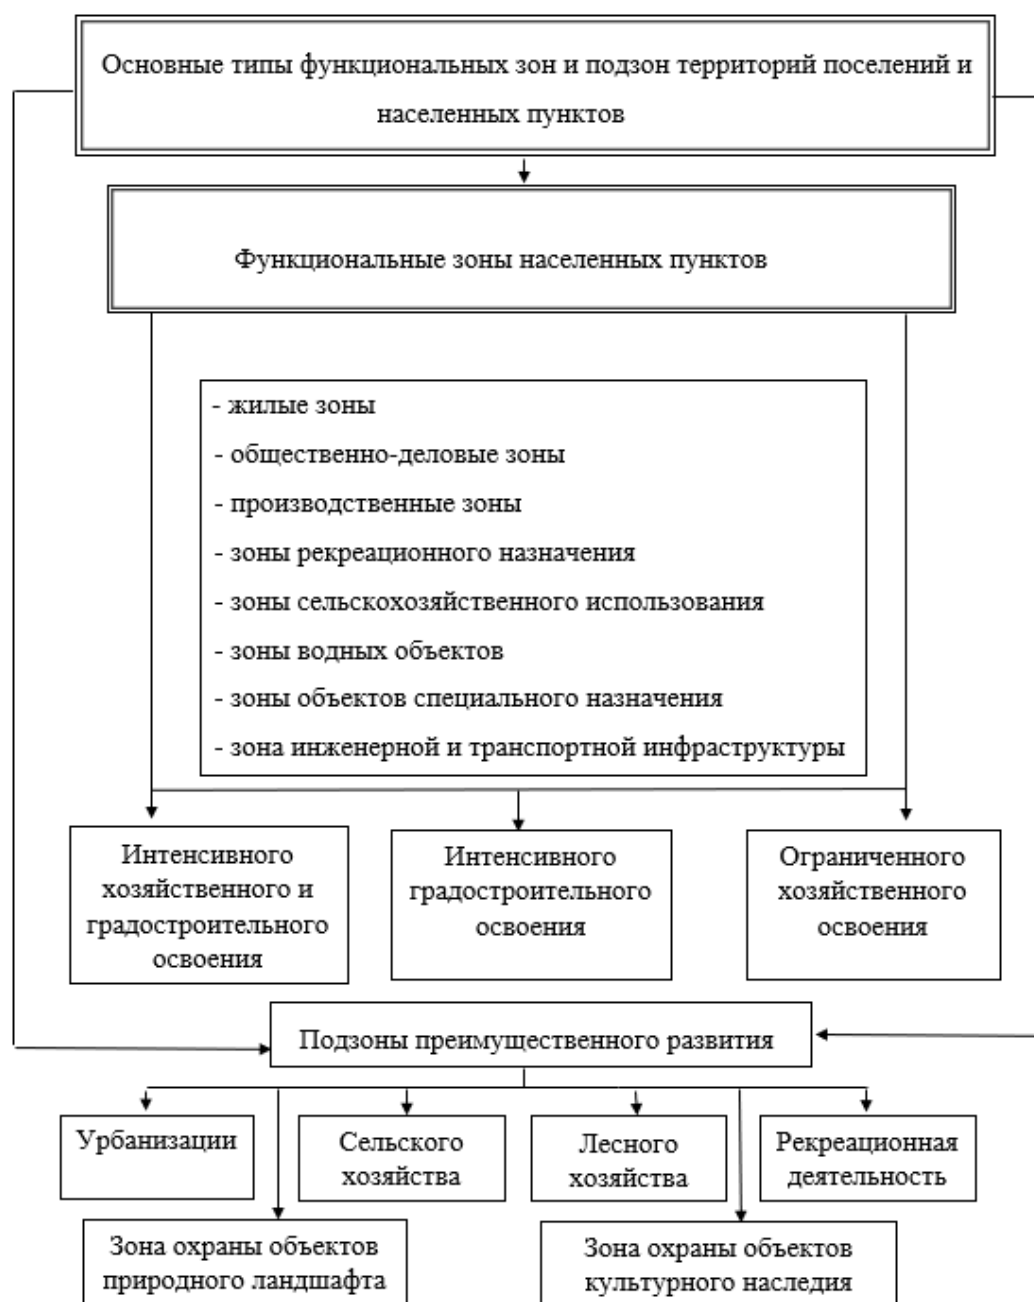 Основные типы функциональных зон и подзон территорий поселений и
населенных пунктов
Функциональные зоны населенных пунктов
- жилые зоны
- общественно-деловые зоны
- производственные зоны
- зоны рекреационного назначения
- зоны сельскохозяйственного использования
- зоны водных объектов
- зоны объектов специального назначения
- зона инженерной и транспортной инфраструктуры
Интенсивного
хозяйственного и
градостроительного
освоения
Интенсивного
градостроительного
освоения
Ограниченного
хозяйственного
освоения
Подзоны преимущественного развития
Урбанизации
Сельского
хозяйства
Лесного
хозяйства
Рекреационная
деятельность
Зона охраны объектов
природного ландшафта
Зона охраны объектов
культурного наследия